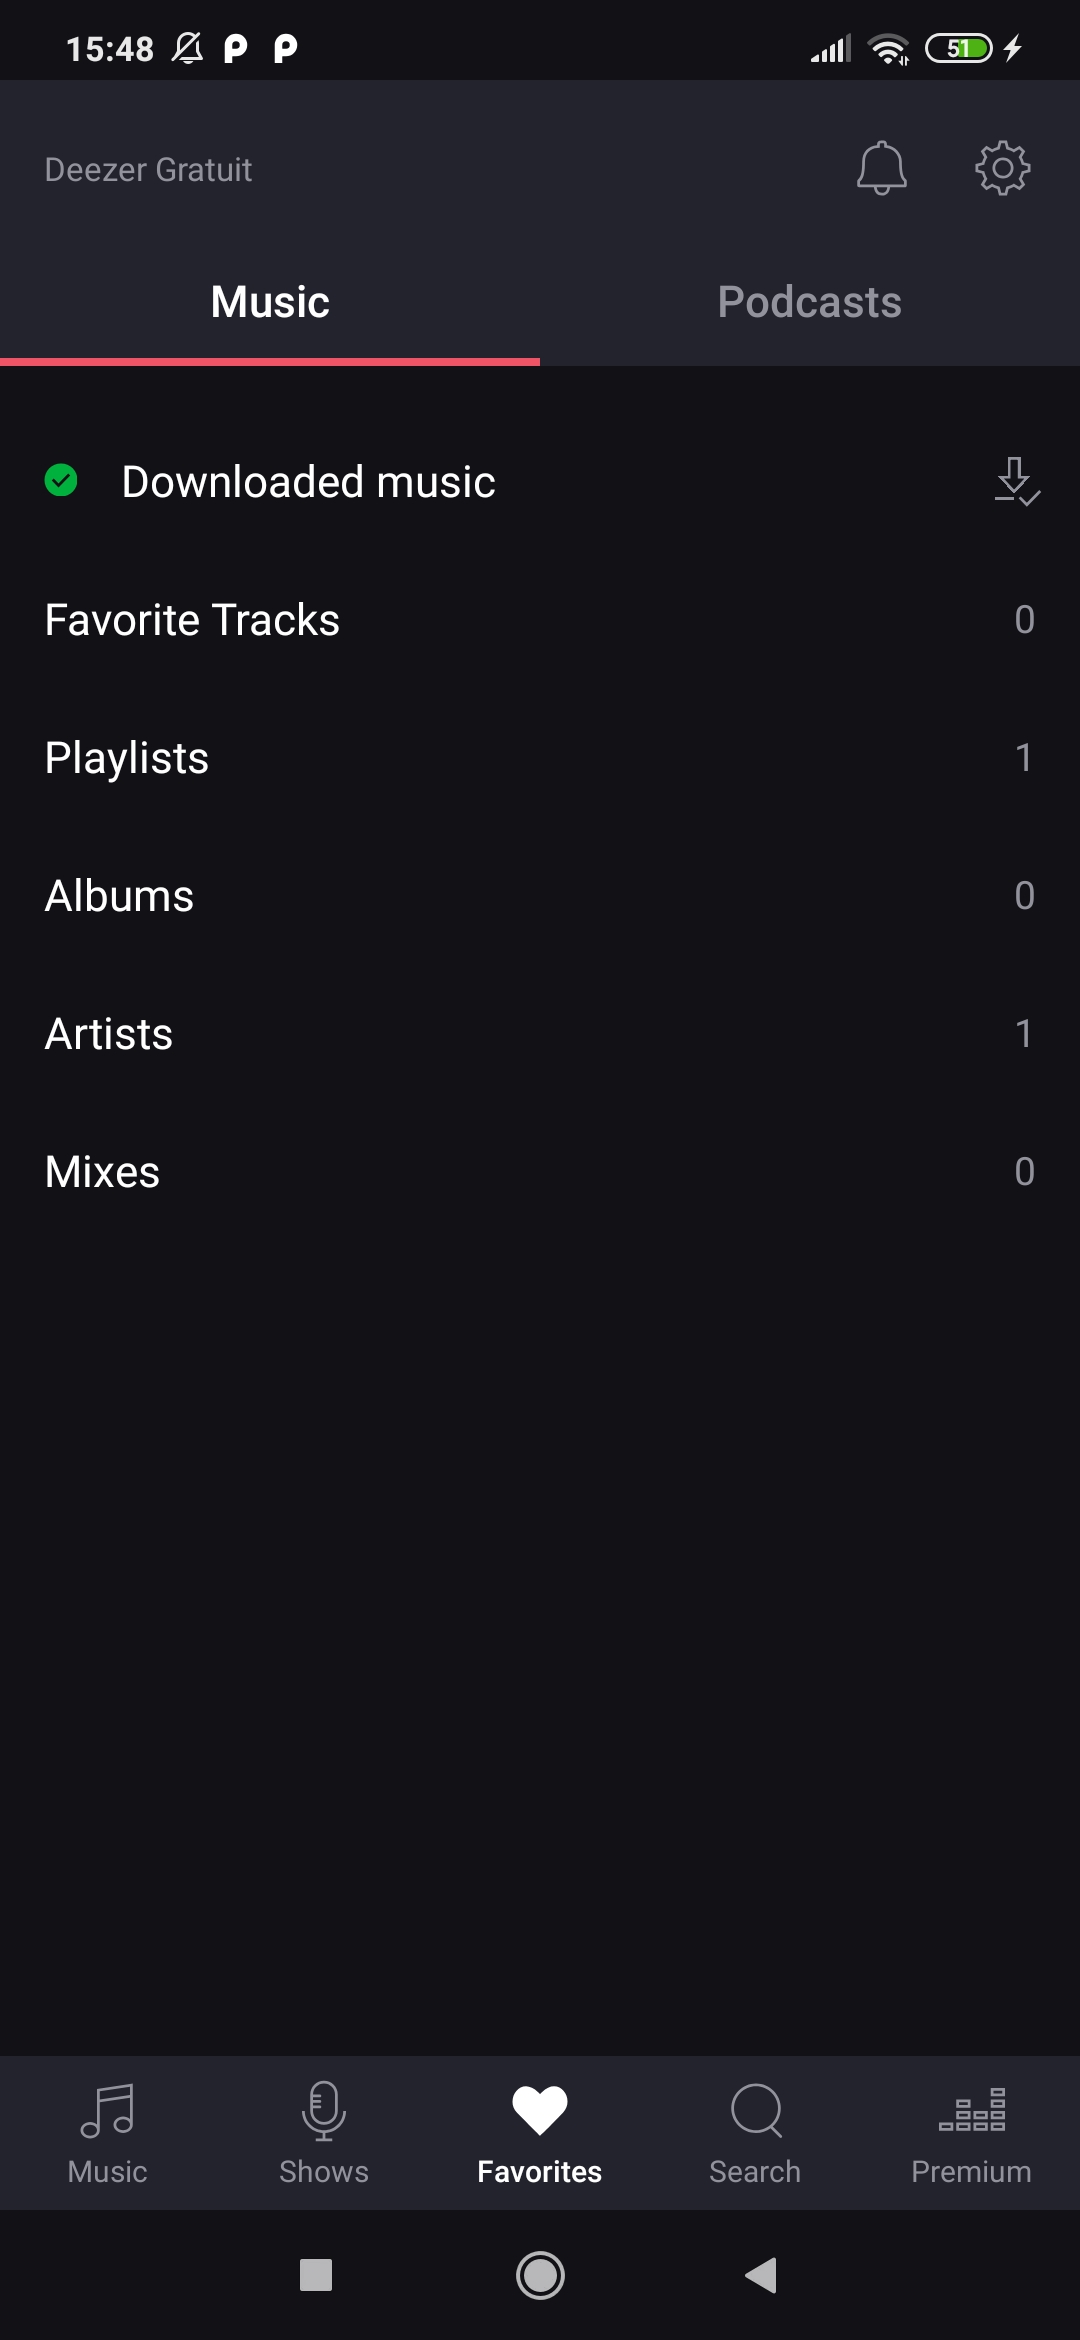 15:48
51
Deezer Gratuit
Music
Podcasts
Downloaded music
Favorite Tracks
0
Playlists
1
Albums
0
Artists
1
Mixes
0
Music
Shows
Favorites
Search
Premium